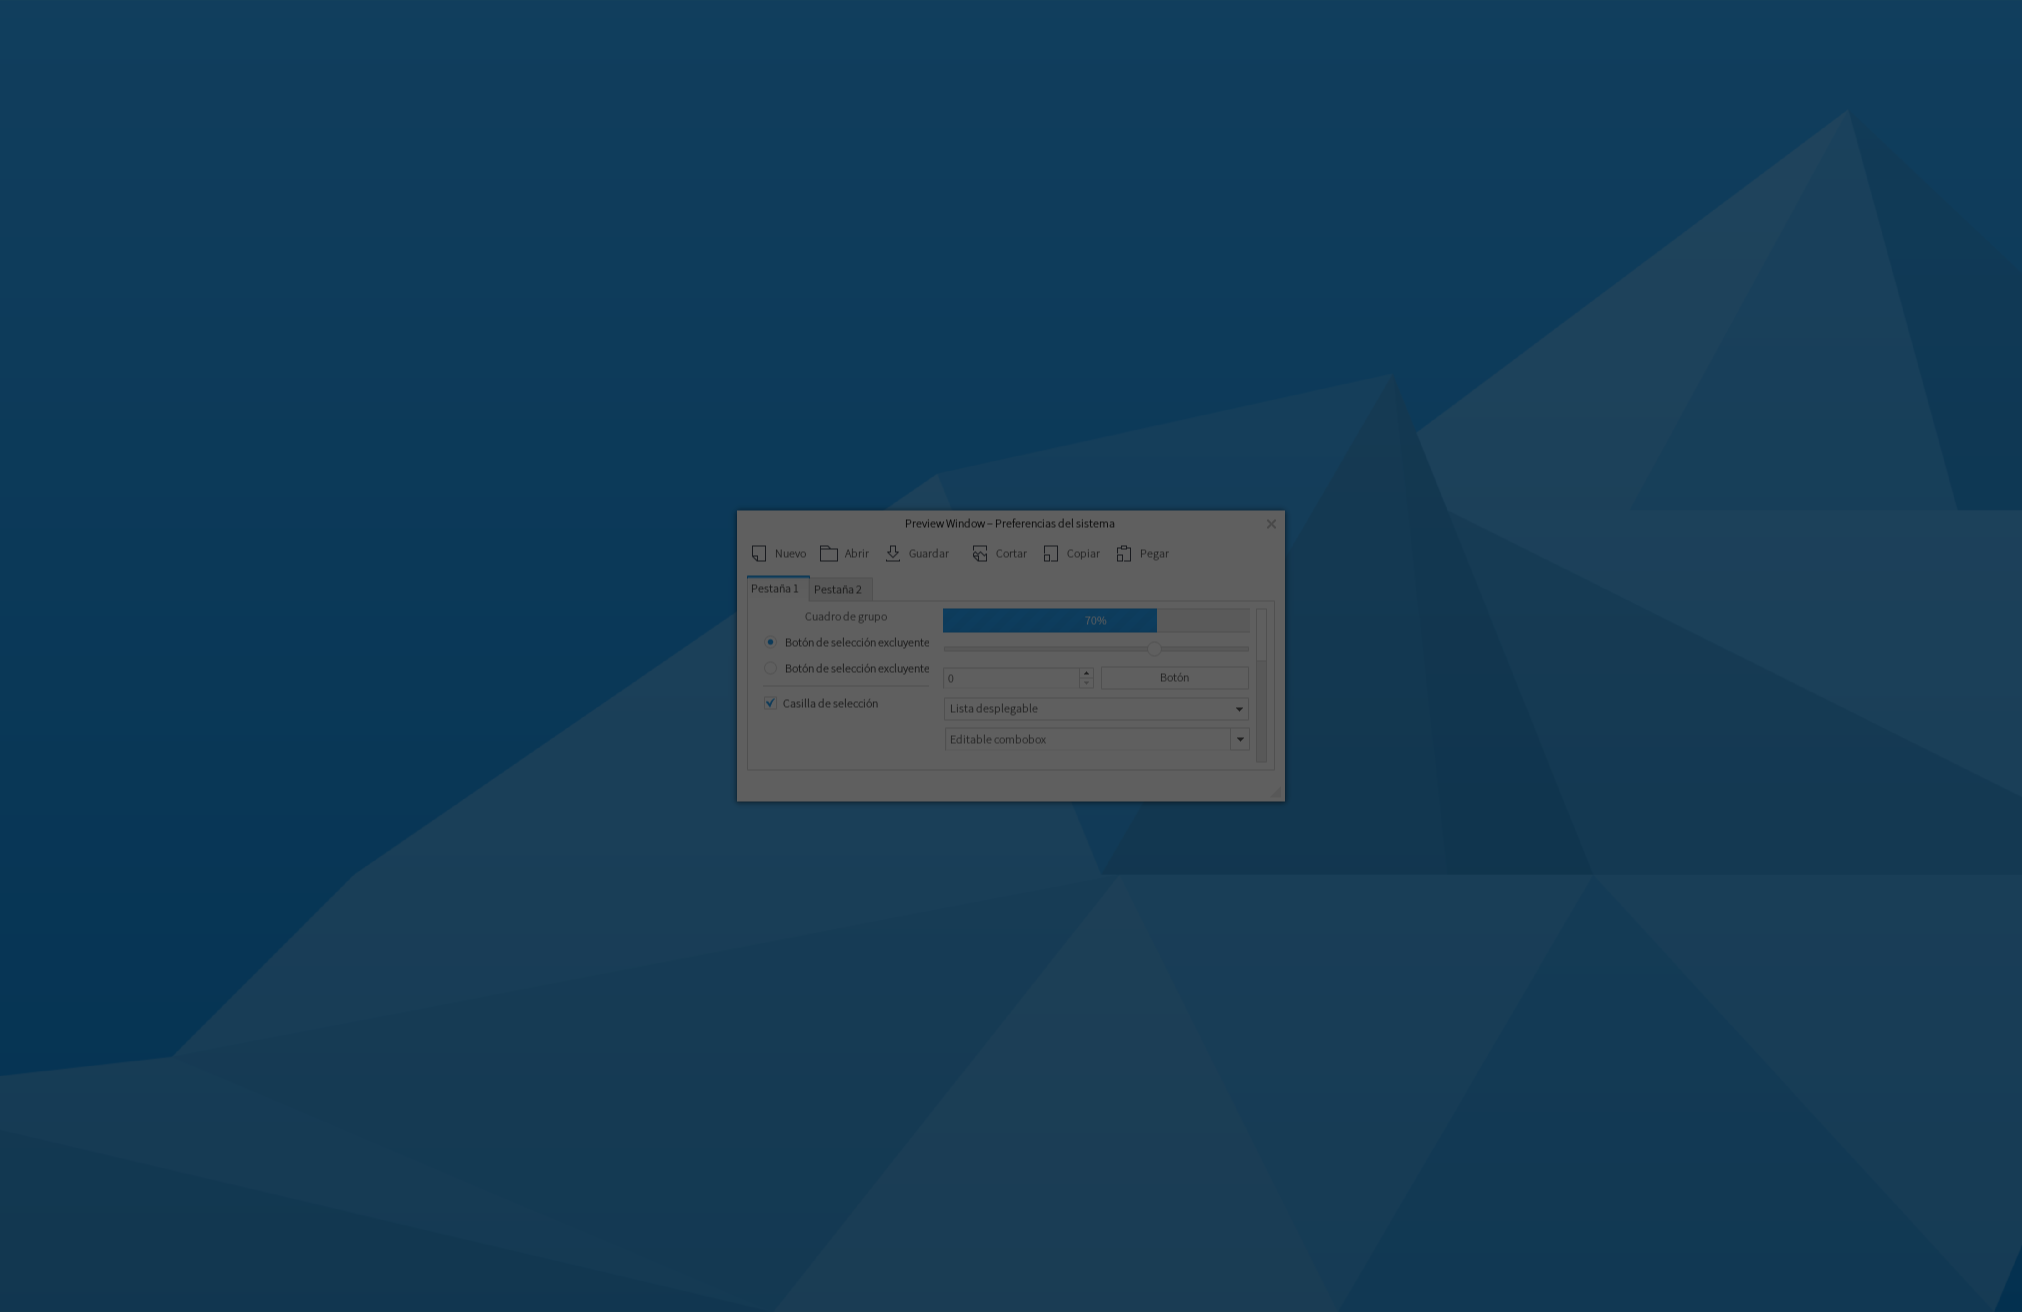 Preview Window – Preferencias del sistema
Nuevo Abrir Guardar Cortar Copiar Pegar
Pestaña 1 Pestaña 2
Cuadro de grupo
70%
Botón de selección excluyente
Botón de selección excluyente
0 Botón
Casilla de selección
Lista desplegable
Editable combobox